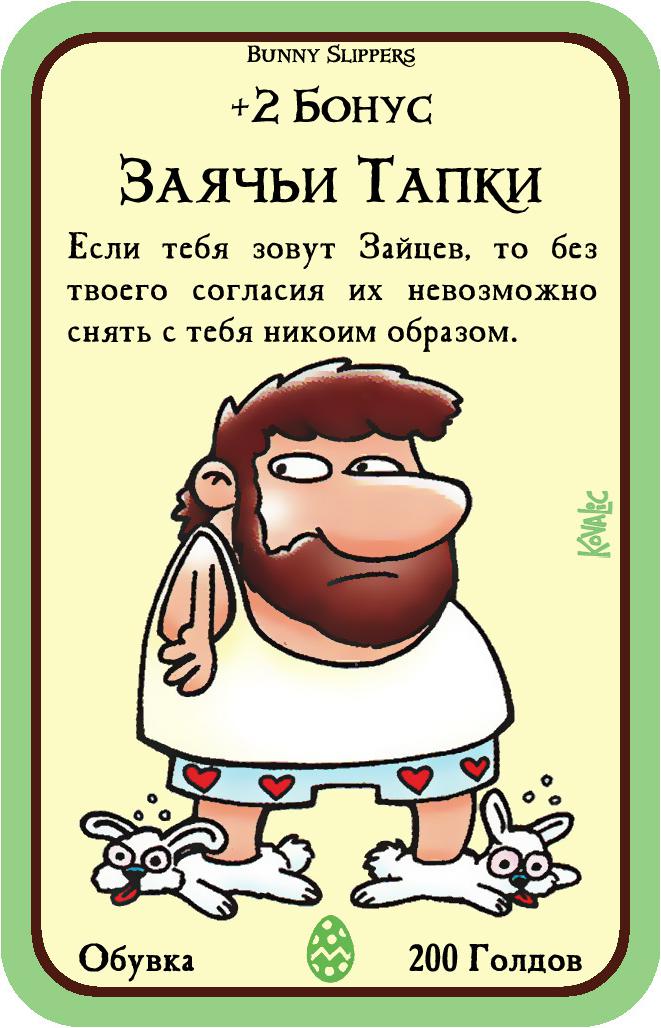 Bunny Slippers
+2 Бонус
Заячьи Тапки
Если тебя зовут Зайцев, то без
твоего согласия их невозможно
снять с тебя никоим образом.
Kovalic
Обувка
200 Голдов